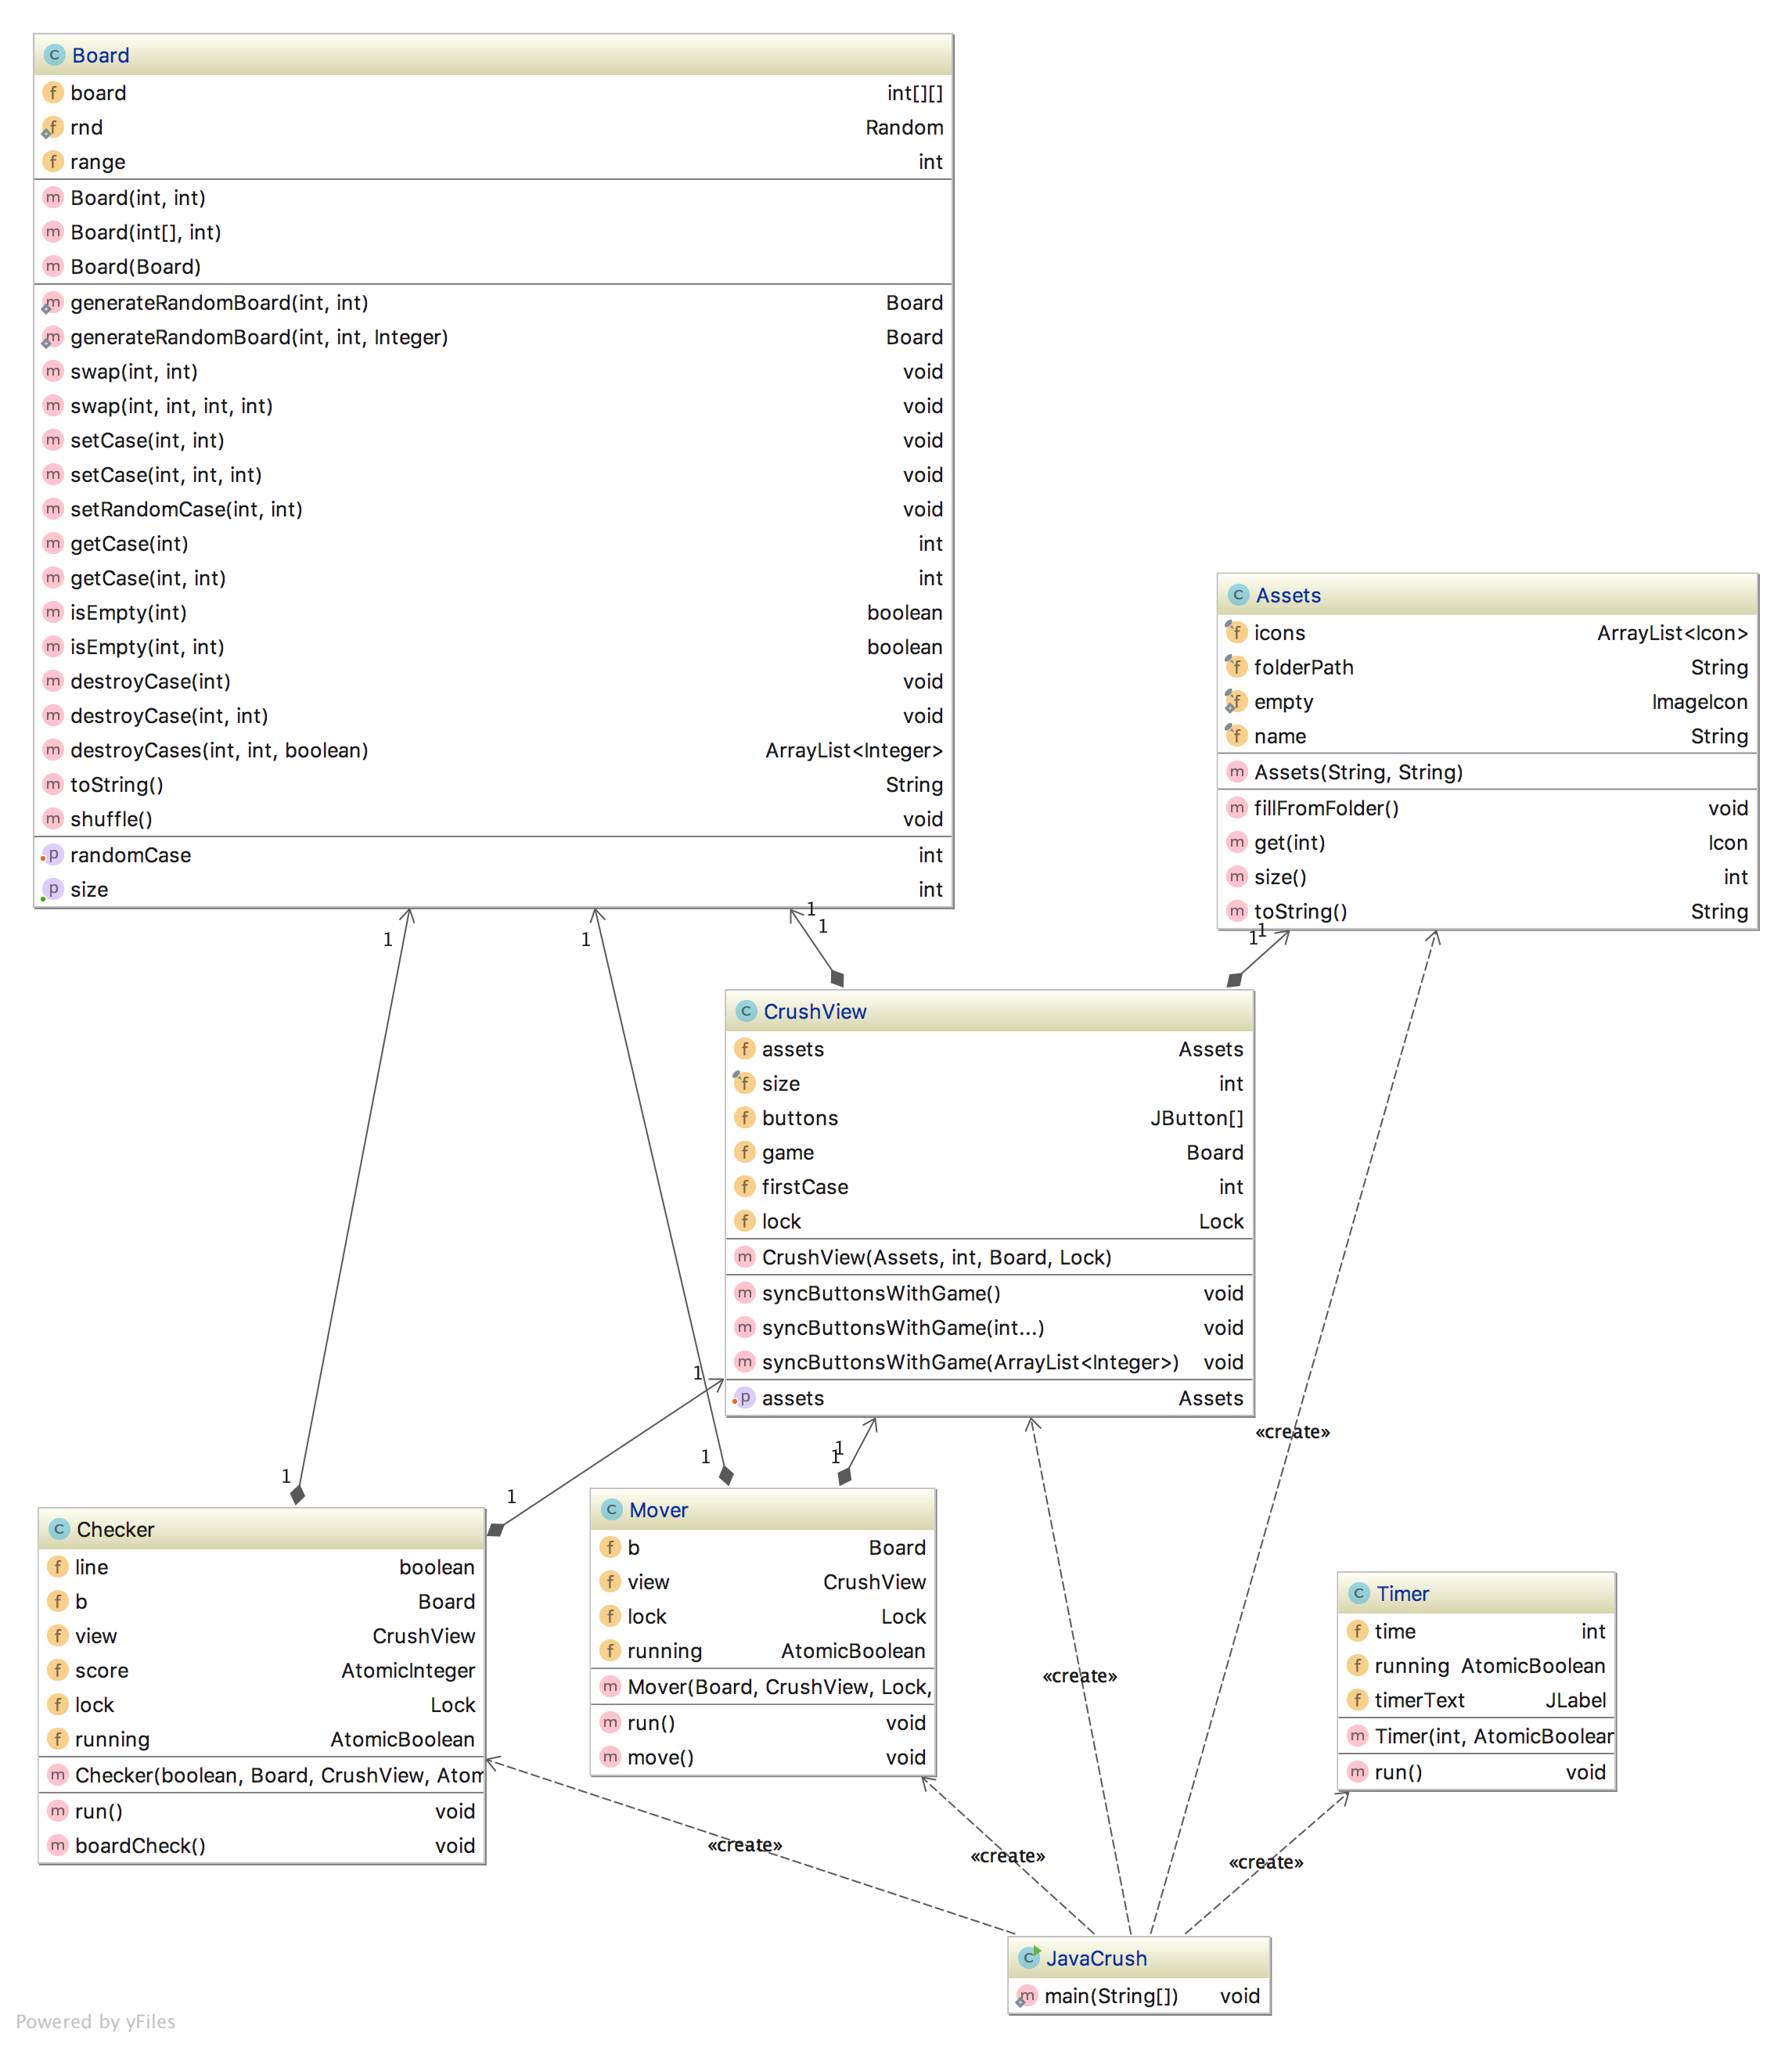 Board
board int[][]
rnd Random
range int
Board(int, int)
Board(int[], int)
Board(Board)
generateRandomBoard(int, int) Board
generateRandomBoard(int, int, Integer) Board
swap(int, int) void
swap(int, int, int, int) void
setCase(int, int) void
setCase(int, int, int) void
setRandomCase(int, int) void
getCase(int) int
getCase(int, int) int
isEmpty(int) boolean
isEmpty(int, int) boolean
destroyCase(int) void
destroyCase(int, int) void
destroyCases(int, int, boolean) ArrayList<Integer>
toString() String
shuffle() void
randomCase int
size int
Assets
icons ArrayList<Icon>
folderPath String
empty ImageIcon
name String
Assets(String, String)
fillFromFolder() void
get(int) Icon
size() int
toString() String
1
1
1
1
1
1
CrushView
assets Assets
size int
buttons JButton[]
game Board
firstCase int
lock Lock
CrushView(Assets, int, Board, Lock)
syncButtonsWithGame() void
syncButtonsWithGame(int...) void
syncButtonsWithGame(ArrayList<Integer>) void
assets Assets
1
1
1
1
1
1
«create»
Checker
line boolean
b Board
view CrushView
score AtomicInteger
lock Lock
running AtomicBoolean
Checker(boolean, Board, CrushView, Atom
run() void
boardCheck() void
Mover
b Board
view CrushView
lock Lock
running AtomicBoolean
Mover(Board, CrushView, Lock,
run() void
move() void
«create»
Timer
time int
running AtomicBoolean
timerText JLabel
Timer(int, AtomicBoolean
run() void
«create»
«create»
«create»
JavaCrush
main(String[]) void
Powered by yFiles